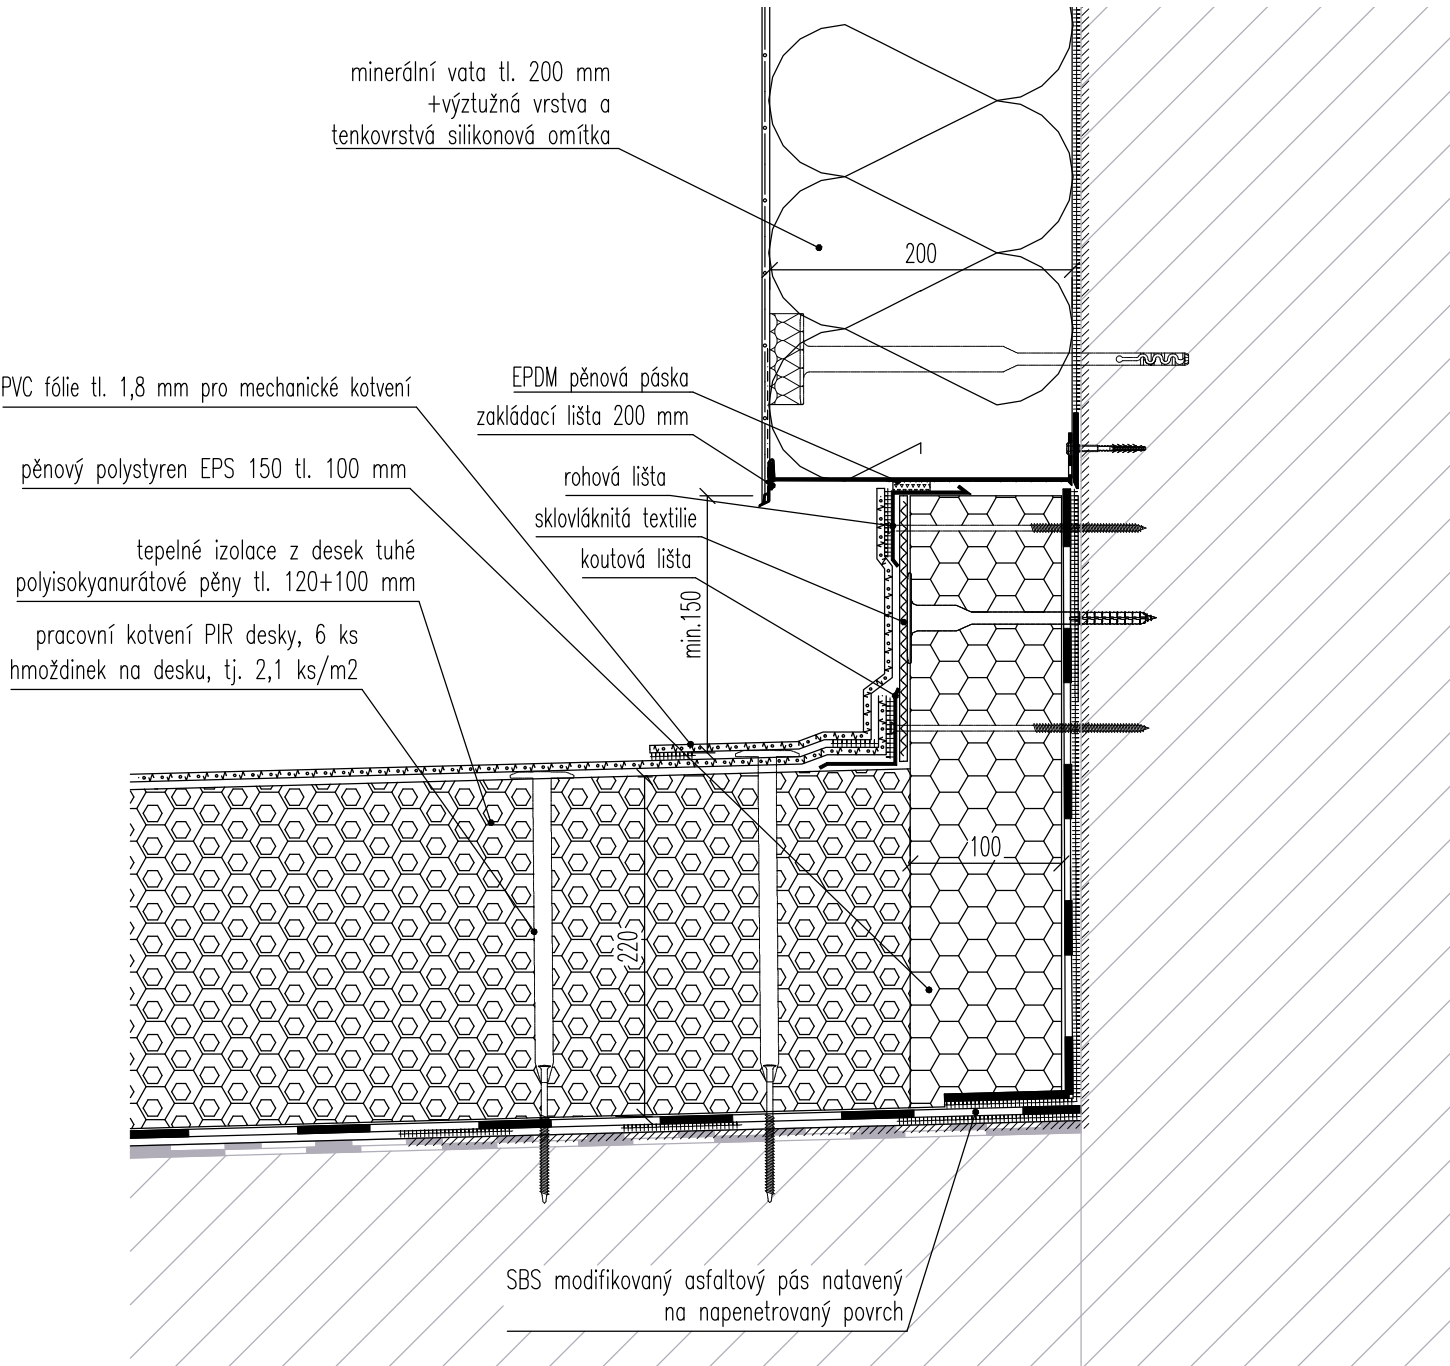 minerální vata tl. 200 mm
+výztužná vrstva a
tenkovrstvá silikonová omítka
200
EPDM pěnová páska
PVC fólie tl. 1,8 mm pro mechanické kotvení
zakládací lišta 200 mm
pěnový polystyren EPS 150 tl. 100 mm
rohová lišta
sklovláknitá textilie
tepelné izolace z desek tuhé
polyisokyanurátové pěny tl. 120+100 mm
koutová lišta
min.150
pracovní kotvení PIR desky, 6 ks
hmoždinek na desku, tj. 2,1 ks/m2
100
220
SBS modifikovaný asfaltový pás natavený
na napenetrovaný povrch